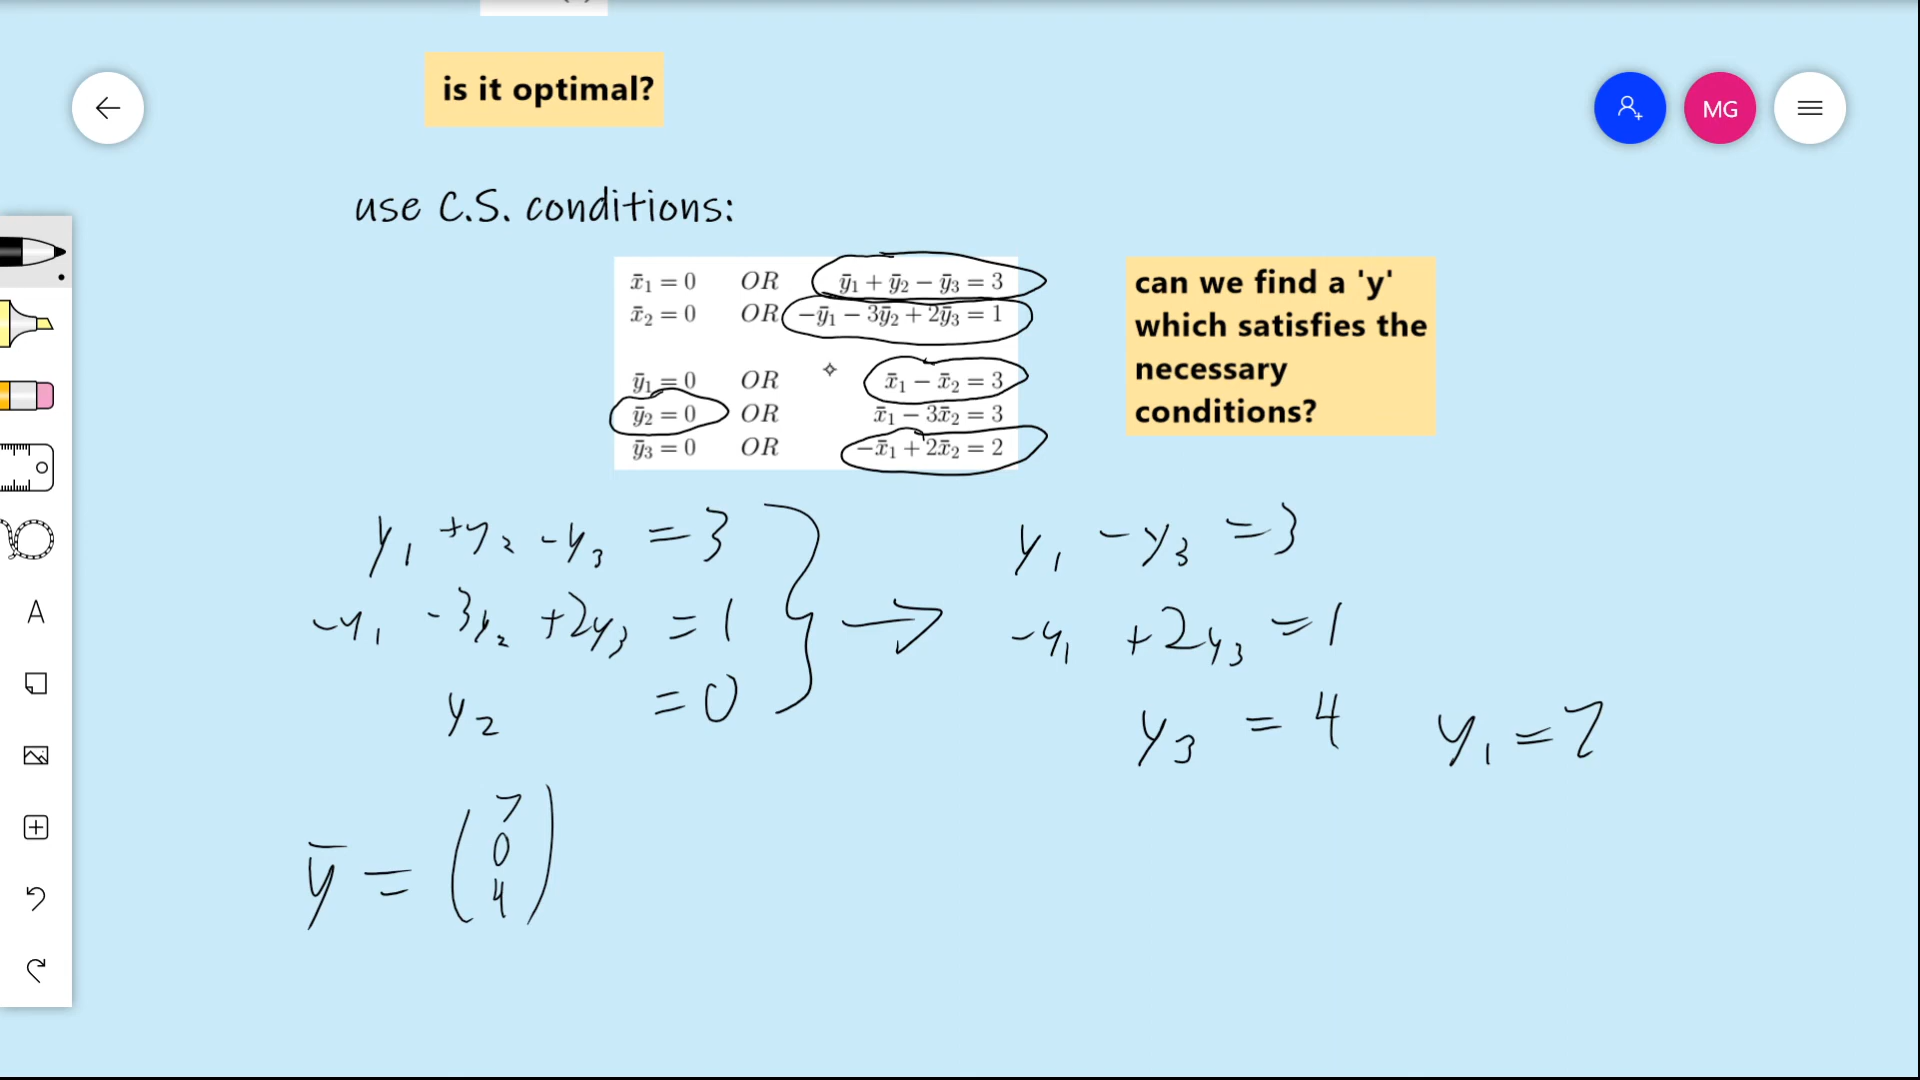 is it optimal?
MG
use C.S. conditions:
x̄₁ = 0 OR ȳ₁ + ȳ₂ − ȳ₃ = 3
x̄₂ = 0 OR −ȳ₁ − 3ȳ₂ + 2ȳ₃ = 1
ȳ₁ = 0 OR x̄₁ − x̄₂ = 3
ȳ₂ = 0 OR x̄₁ − 3x̄₂ = 3
ȳ₃ = 0 OR −x̄₁ + 2x̄₂ = 2
can we find a 'y'
which satisfies the
necessary
conditions?
y₁ + y₂ − y₃ = 3
−y₁ − 3y₂ + 2y₃ = 1
y₂ = 0
y₁ − y₃ = 3
−y₁ + 2y₃ = 1
y₃ = 4 y₁ = 7
ȳ = (7
0
4)
A